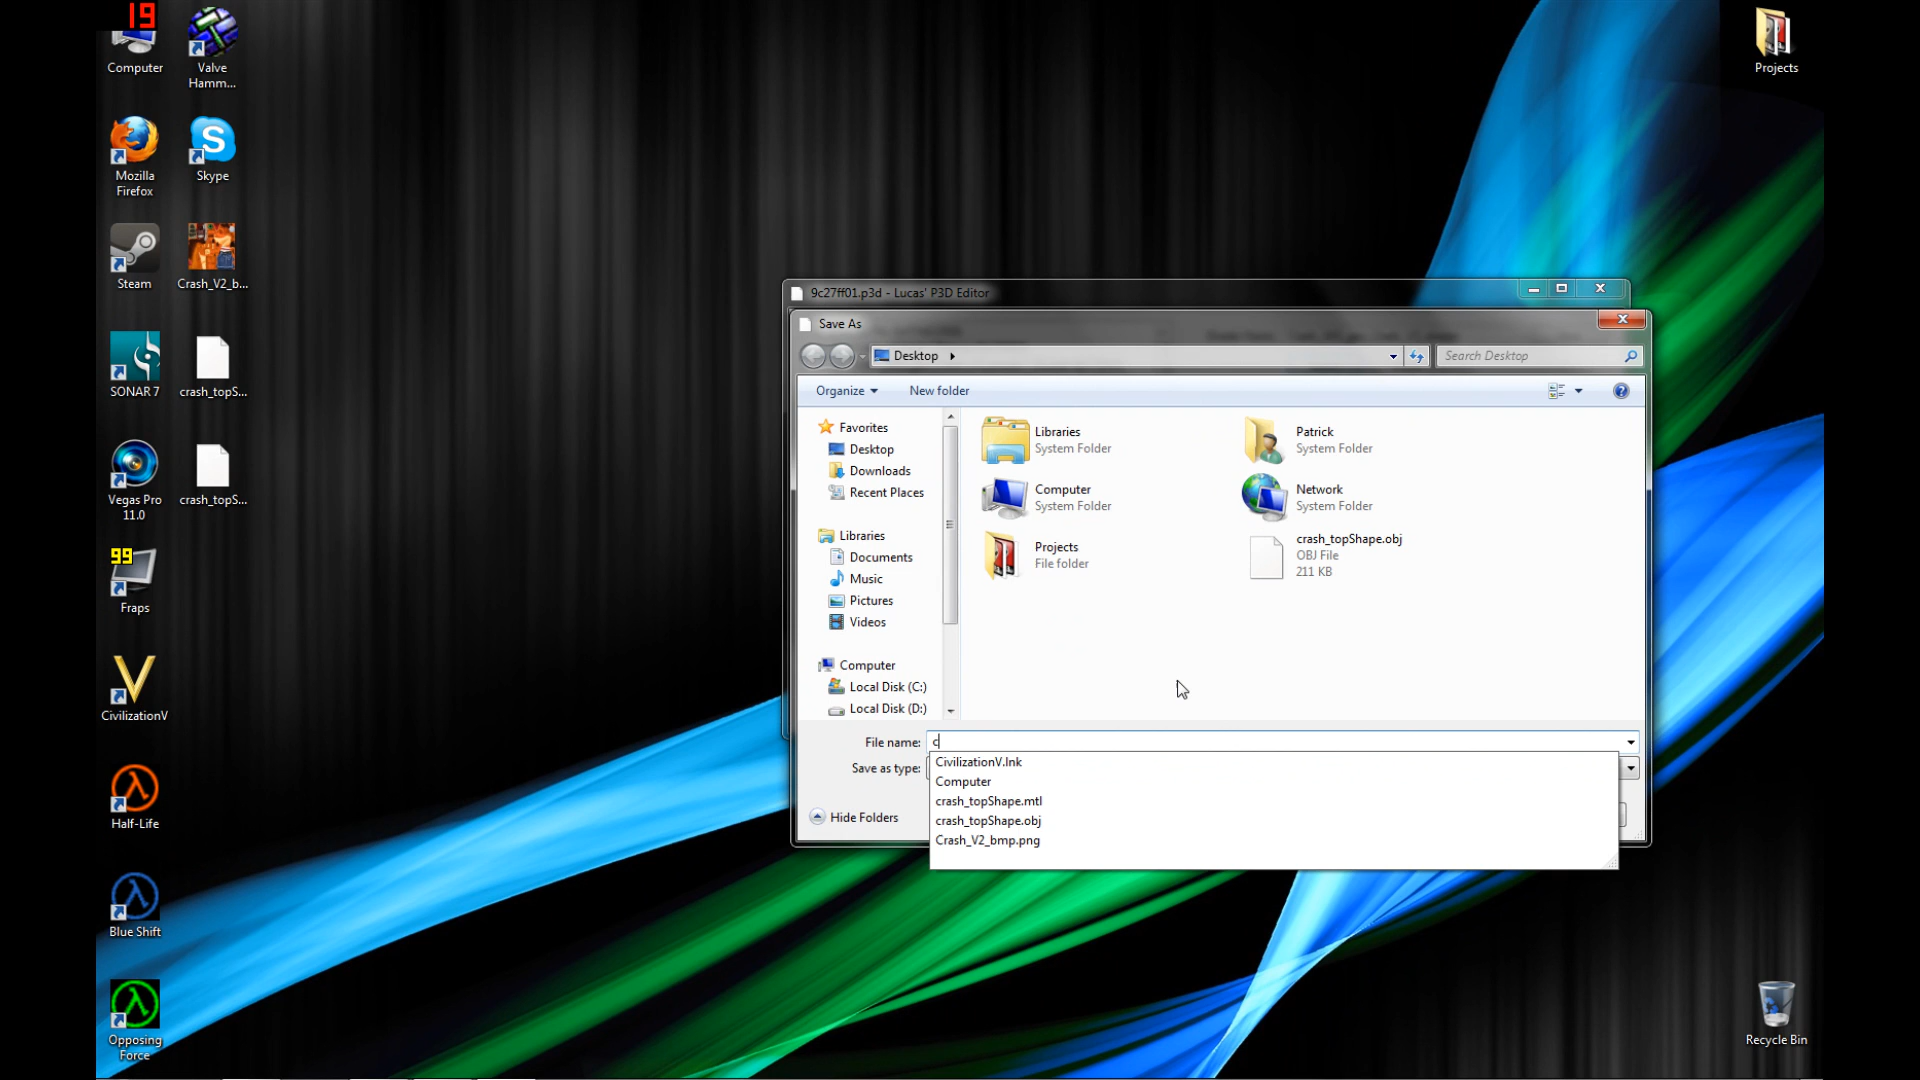 19
Computer
Valve
Hamm...
Projects
Mozilla
Firefox
Skype
Steam
Crash_V2_b...
SONAR 7
crash_topS...
Vegas Pro
11.0
crash_topS...
99
Fraps
CivilizationV
Half-Life
Blue Shift
Opposing
Force
Recycle Bin
9c27ff01.p3d - Lucas' P3D Editor
Save As
Desktop
Search Desktop
Organize
New folder
Favorites
Desktop
Downloads
Recent Places
Libraries
Documents
Music
Pictures
Videos
Computer
Local Disk (C:)
Local Disk (D:)
Libraries
System Folder
Patrick
System Folder
Computer
System Folder
Network
System Folder
Projects
File folder
crash_topShape.obj
OBJ File
211 KB
File name:
c
Save as type:
CivilizationV.lnk
Computer
crash_topShape.mtl
crash_topShape.obj
Crash_V2_bmp.png
Hide Folders